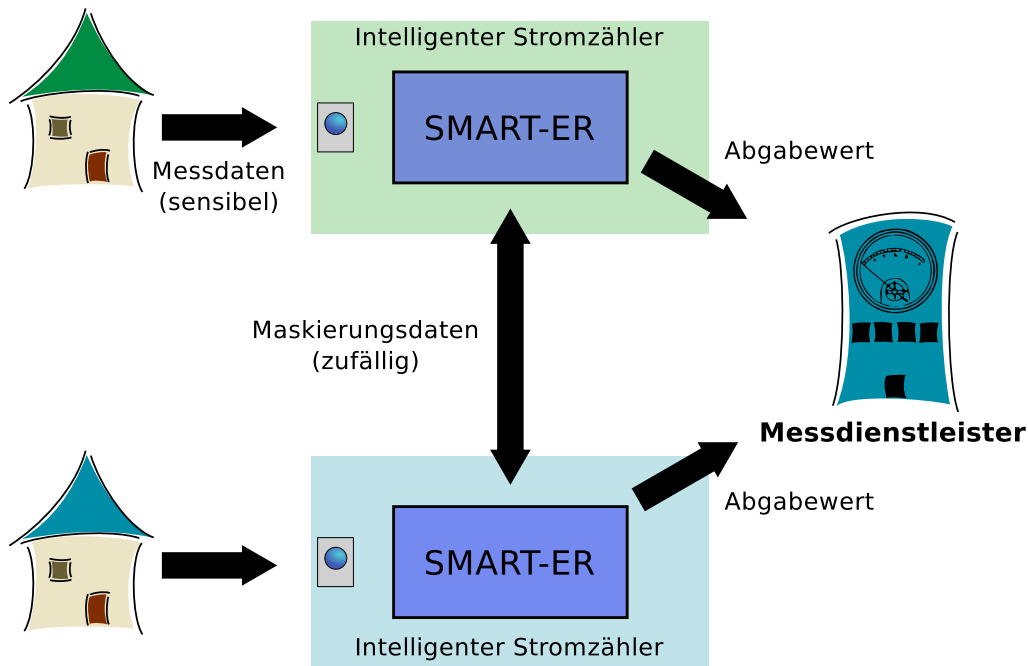 Intelligenter Stromzähler
SMART-ER
Messdaten
(sensibel)
Abgabewert
Maskierungsdaten
(zufällig)
Messdienstleister
Abgabewert
SMART-ER
Intelligenter Stromzähler